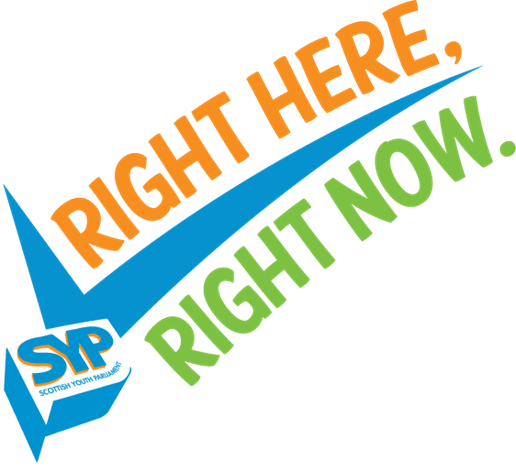 RIGHT HERE,
RIGHT NOW.
SYP
SCOTTISH YOUTH PARLIAMENT